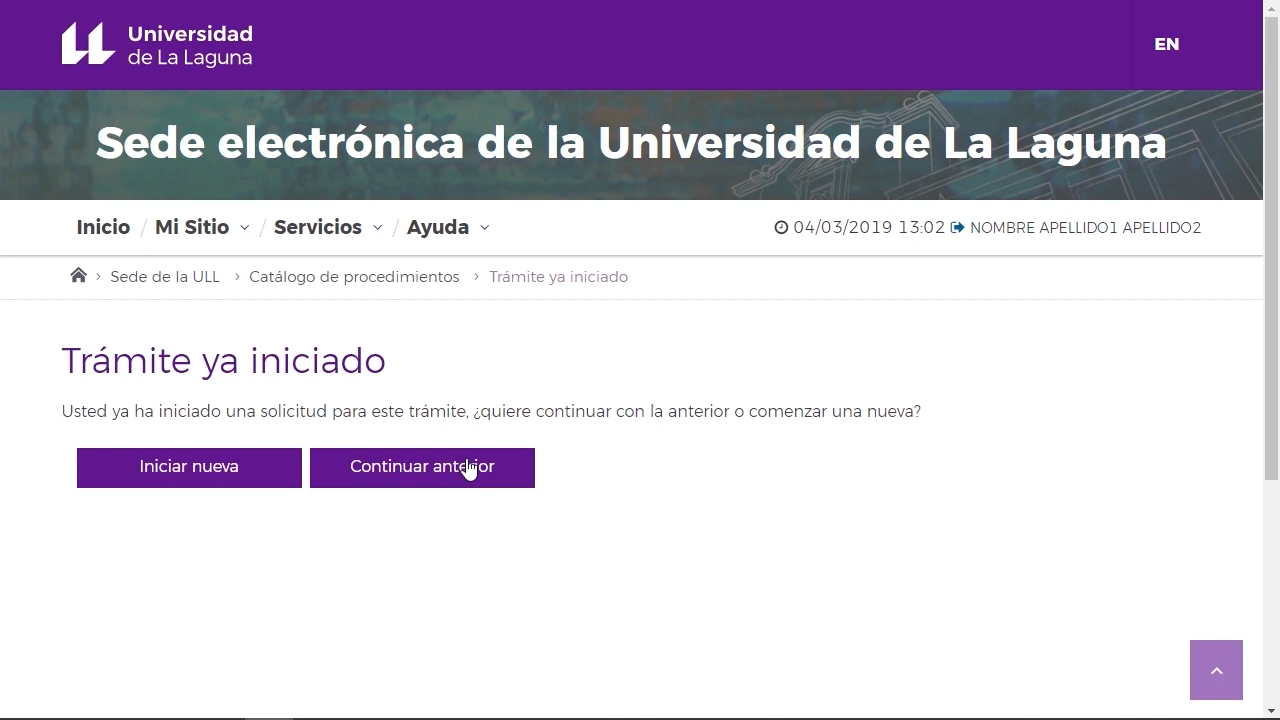 Universidad
de La Laguna
EN
Sede electrónica de la Universidad de La Laguna
Inicio / Mi Sitio / Servicios / Ayuda 04/03/2019 13:02 NOMBRE APELLIDO1 APELLIDO2
Sede de la ULL › Catálogo de procedimientos › Trámite ya iniciado
Trámite ya iniciado
Usted ya ha iniciado una solicitud para este trámite, ¿quiere continuar con la anterior o comenzar una nueva?
Iniciar nueva Continuar anterior